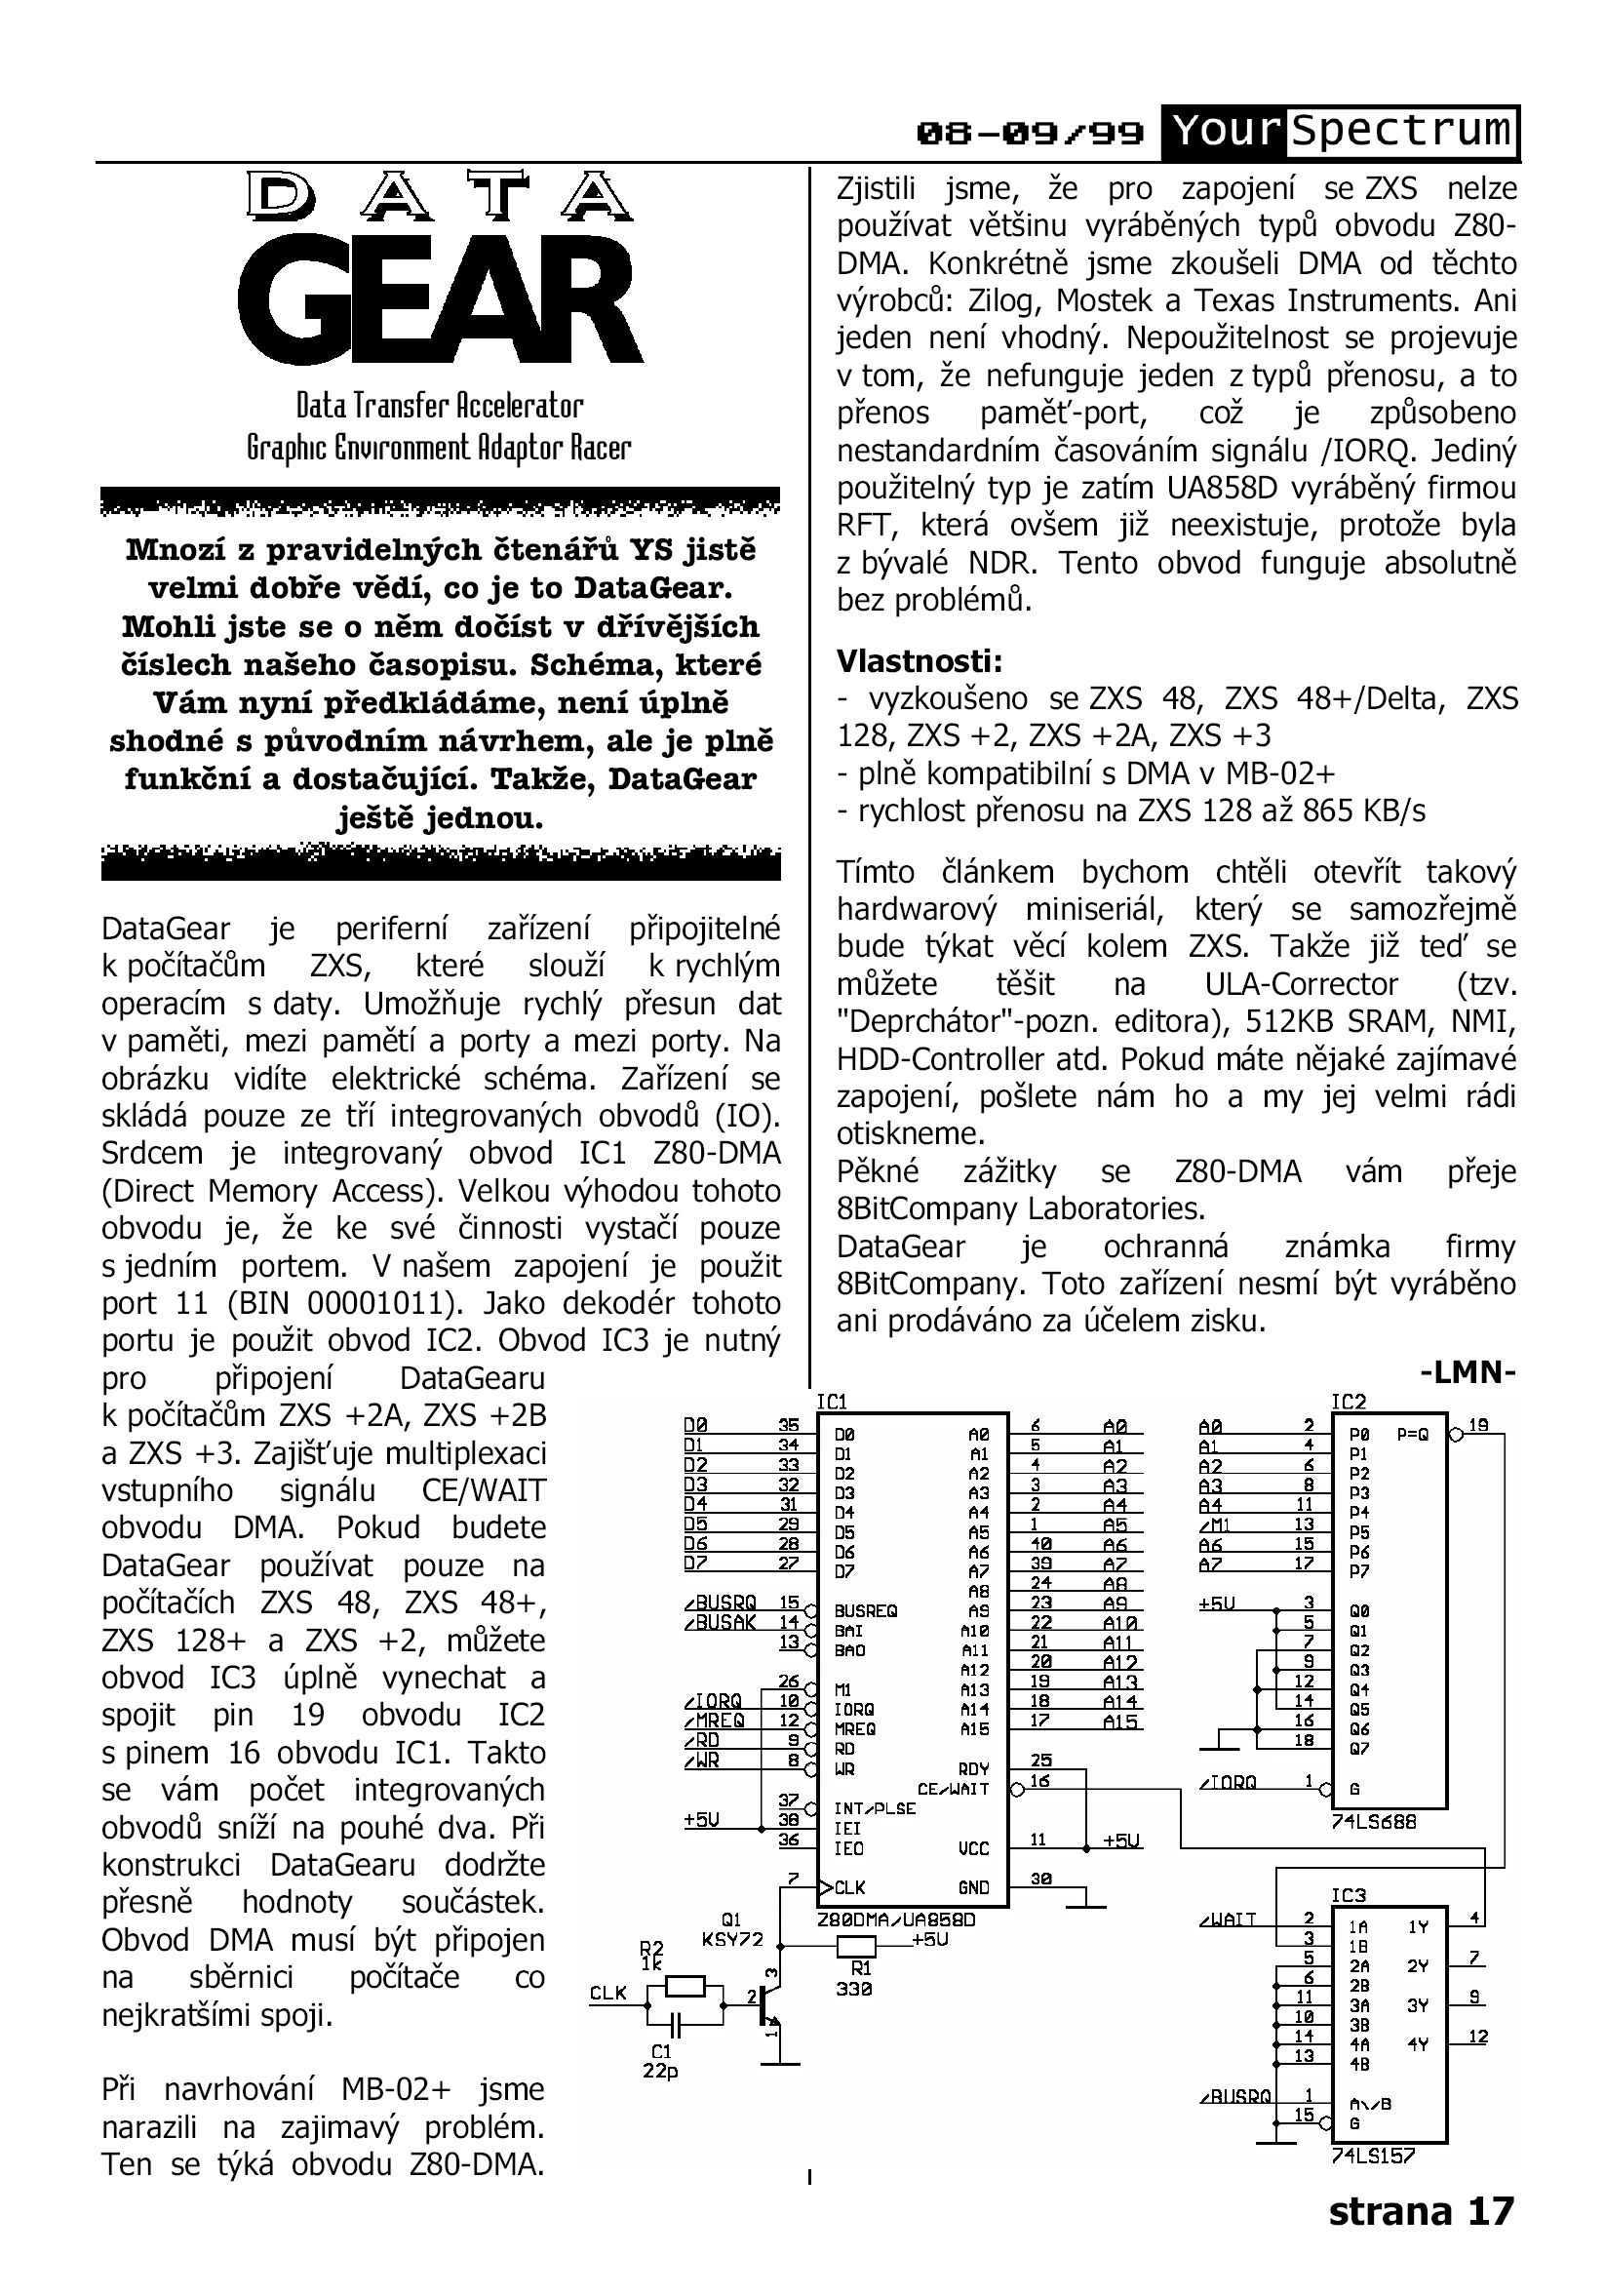 08-09/99 YourSpectrum
DATA
GEAR
Data Transfer Accelerator
Graphic Environment Adaptor Racer
Mnozí z pravidelných čtenářů YS jistě
velmi dobře vědí, co je to DataGear.
Mohli jste se o něm dočíst v dřívějších
číslech našeho časopisu. Schéma, které
Vám nyní předkládáme, není úplně
shodné s původním návrhem, ale je plně
funkční a dostačující. Takže, DataGear
ještě jednou.
DataGear je periferní zařízení připojitelné
k počítačům ZXS, které slouží k rychlým
operacím s daty. Umožňuje rychlý přesun dat
v paměti, mezi pamětí a porty a mezi porty. Na
obrázku vidíte elektrické schéma. Zařízení se
skládá pouze ze tří integrovaných obvodů (IO).
Srdcem je integrovaný obvod IC1 Z80-DMA
(Direct Memory Access). Velkou výhodou tohoto
obvodu je, že ke své činnosti vystačí pouze
s jedním portem. V našem zapojení je použit
port 11 (BIN 00001011). Jako dekodér tohoto
portu je použit obvod IC2. Obvod IC3 je nutný
pro připojení DataGearu
k počítačům ZXS +2A, ZXS +2B
a ZXS +3. Zajišťuje multiplexaci
vstupního signálu CE/WAIT
obvodu DMA. Pokud budete
DataGear používat pouze na
počítačích ZXS 48, ZXS 48+,
ZXS 128+ a ZXS +2, můžete
obvod IC3 úplně vynechat a
spojit pin 19 obvodu IC2
s pinem 16 obvodu IC1. Takto
se vám počet integrovaných
obvodů sníží na pouhé dva. Při
konstrukci DataGearu dodržte
přesně hodnoty součástek.
Obvod DMA musí být připojen
na sběrnici počítače co
nejkratšími spoji.
Při navrhování MB-02+ jsme
narazili na zajimavý problém.
Ten se týká obvodu Z80-DMA.
Zjistili jsme, že pro zapojení se ZXS nelze
používat většinu vyráběných typů obvodu Z80-
DMA. Konkrétně jsme zkoušeli DMA od těchto
výrobců: Zilog, Mostek a Texas Instruments. Ani
jeden není vhodný. Nepoužitelnost se projevuje
v tom, že nefunguje jeden z typů přenosu, a to
přenos paměť-port, což je způsobeno
nestandardním časováním signálu /IORQ. Jediný
použitelný typ je zatím UA858D vyráběný firmou
RFT, která ovšem již neexistuje, protože byla
z bývalé NDR. Tento obvod funguje absolutně
bez problémů.
Vlastnosti:
- vyzkoušeno se ZXS 48, ZXS 48+/Delta, ZXS
128, ZXS +2, ZXS +2A, ZXS +3
- plně kompatibilní s DMA v MB-02+
- rychlost přenosu na ZXS 128 až 865 KB/s
Tímto článkem bychom chtěli otevřít takový
hardwarový miniseriál, který se samozřejmě
bude týkat věcí kolem ZXS. Takže již teď se
můžete těšit na ULA-Corrector (tzv.
"Deprchátor"-pozn. editora), 512KB SRAM, NMI,
HDD-Controller atd. Pokud máte nějaké zajímavé
zapojení, pošlete nám ho a my jej velmi rádi
otiskneme.
Pěkné zážitky se Z80-DMA vám přeje
8BitCompany Laboratories.
DataGear je ochranná známka firmy
8BitCompany. Toto zařízení nesmí být vyráběno
ani prodáváno za účelem zisku.
-LMN-
IC1
D0 35 D0 A0 6 A0
D1 34 D1 A1 5 A1
D2 33 D2 A2 4 A2
D3 32 D3 A3 3 A3
D4 31 D4 A4 2 A4
D5 29 D5 A5 1 A5
D6 28 D6 A6 40 A6
D7 27 D7 A7 39 A7
A8 24 A8
/BUSRQ 15 BUSREQ A9 23 A9
/BUSAK 14 BAI A10 22 A10
13 BAO A11 21 A11
A12 20 A12
26 M1 A13 19 A13
/IORQ 10 IORQ A14 18 A14
/MREQ 12 MREQ A15 17 A15
/RD 9 RD
/WR 8 WR RDY 25
CE/WAIT 16
37 INT/PLSE
+5V 38 IEI
36 IEO VCC 11 +5V
7 CLK GND 30
Z80DMA/UA858D
Q1
KSY72
R2
1k
CLK
C1
22p
2
3
1
+5V
R1
330
IC2
A0 2 P0 P=Q 19
A1 4 P1
A2 6 P2
A3 8 P3
A4 11 P4
/M1 13 P5
A6 15 P6
A7 17 P7
+5V 3 Q0
5 Q1
7 Q2
9 Q3
12 Q4
14 Q5
16 Q6
18 Q7
/IORQ 1 G
74LS688
IC3
/WAIT 2 1A 1Y 4
3 1B
5 2A 2Y 7
6 2B
11 3A 3Y 9
10 3B
14 4A 4Y 12
13 4B
/BUSRQ 1 A\/B
15 G
74LS157
strana 17